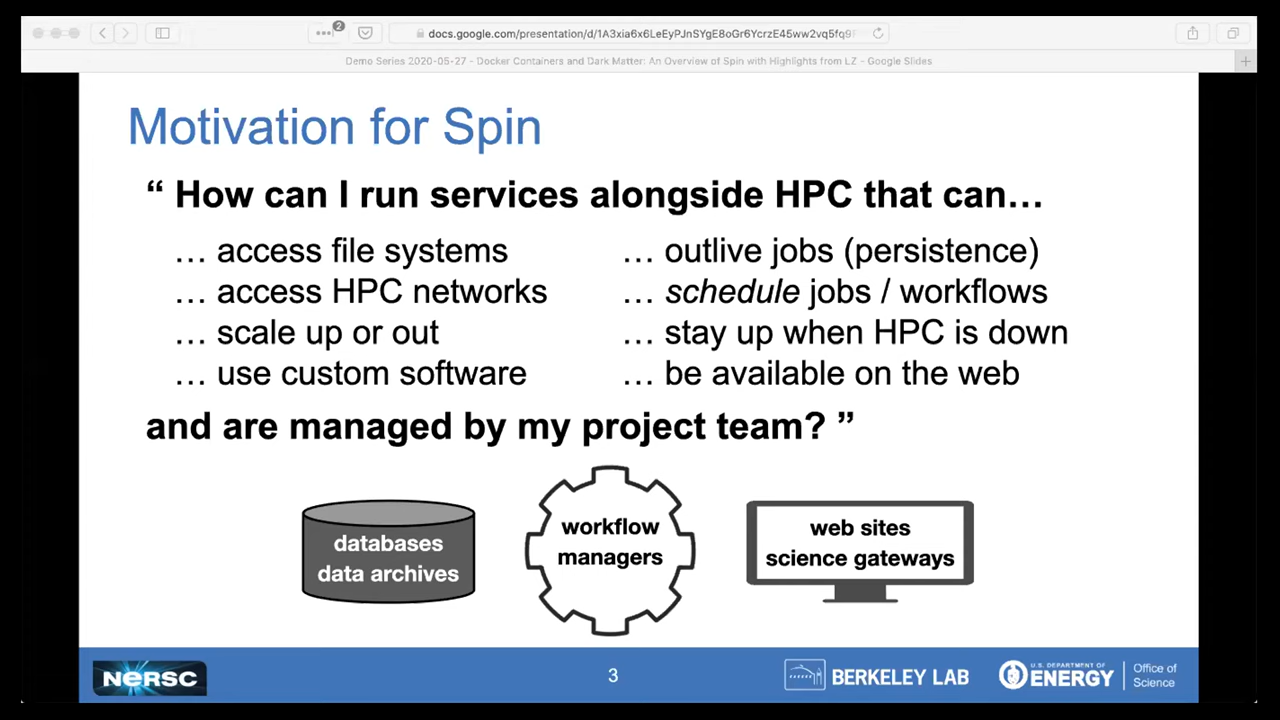 2
docs.google.com/presentation/d/1A3xia6x6LeEyPJnSYgE8oGr6YcrzE45ww2vq5fq9
Demo Series 2020-05-27 - Docker Containers and Dark Matter: An Overview of Spin with Highlights from LZ - Google Slides
Motivation for Spin
“ How can I run services alongside HPC that can…
… access file systems
… access HPC networks
… scale up or out
… use custom software
… outlive jobs (persistence)
… schedule jobs / workflows
… stay up when HPC is down
… be available on the web
and are managed by my project team? ”
databases
data archives
workflow
managers
web sites
science gateways
NERSC
3
BERKELEY LAB
U.S. DEPARTMENT OF
ENERGY
Office of
Science